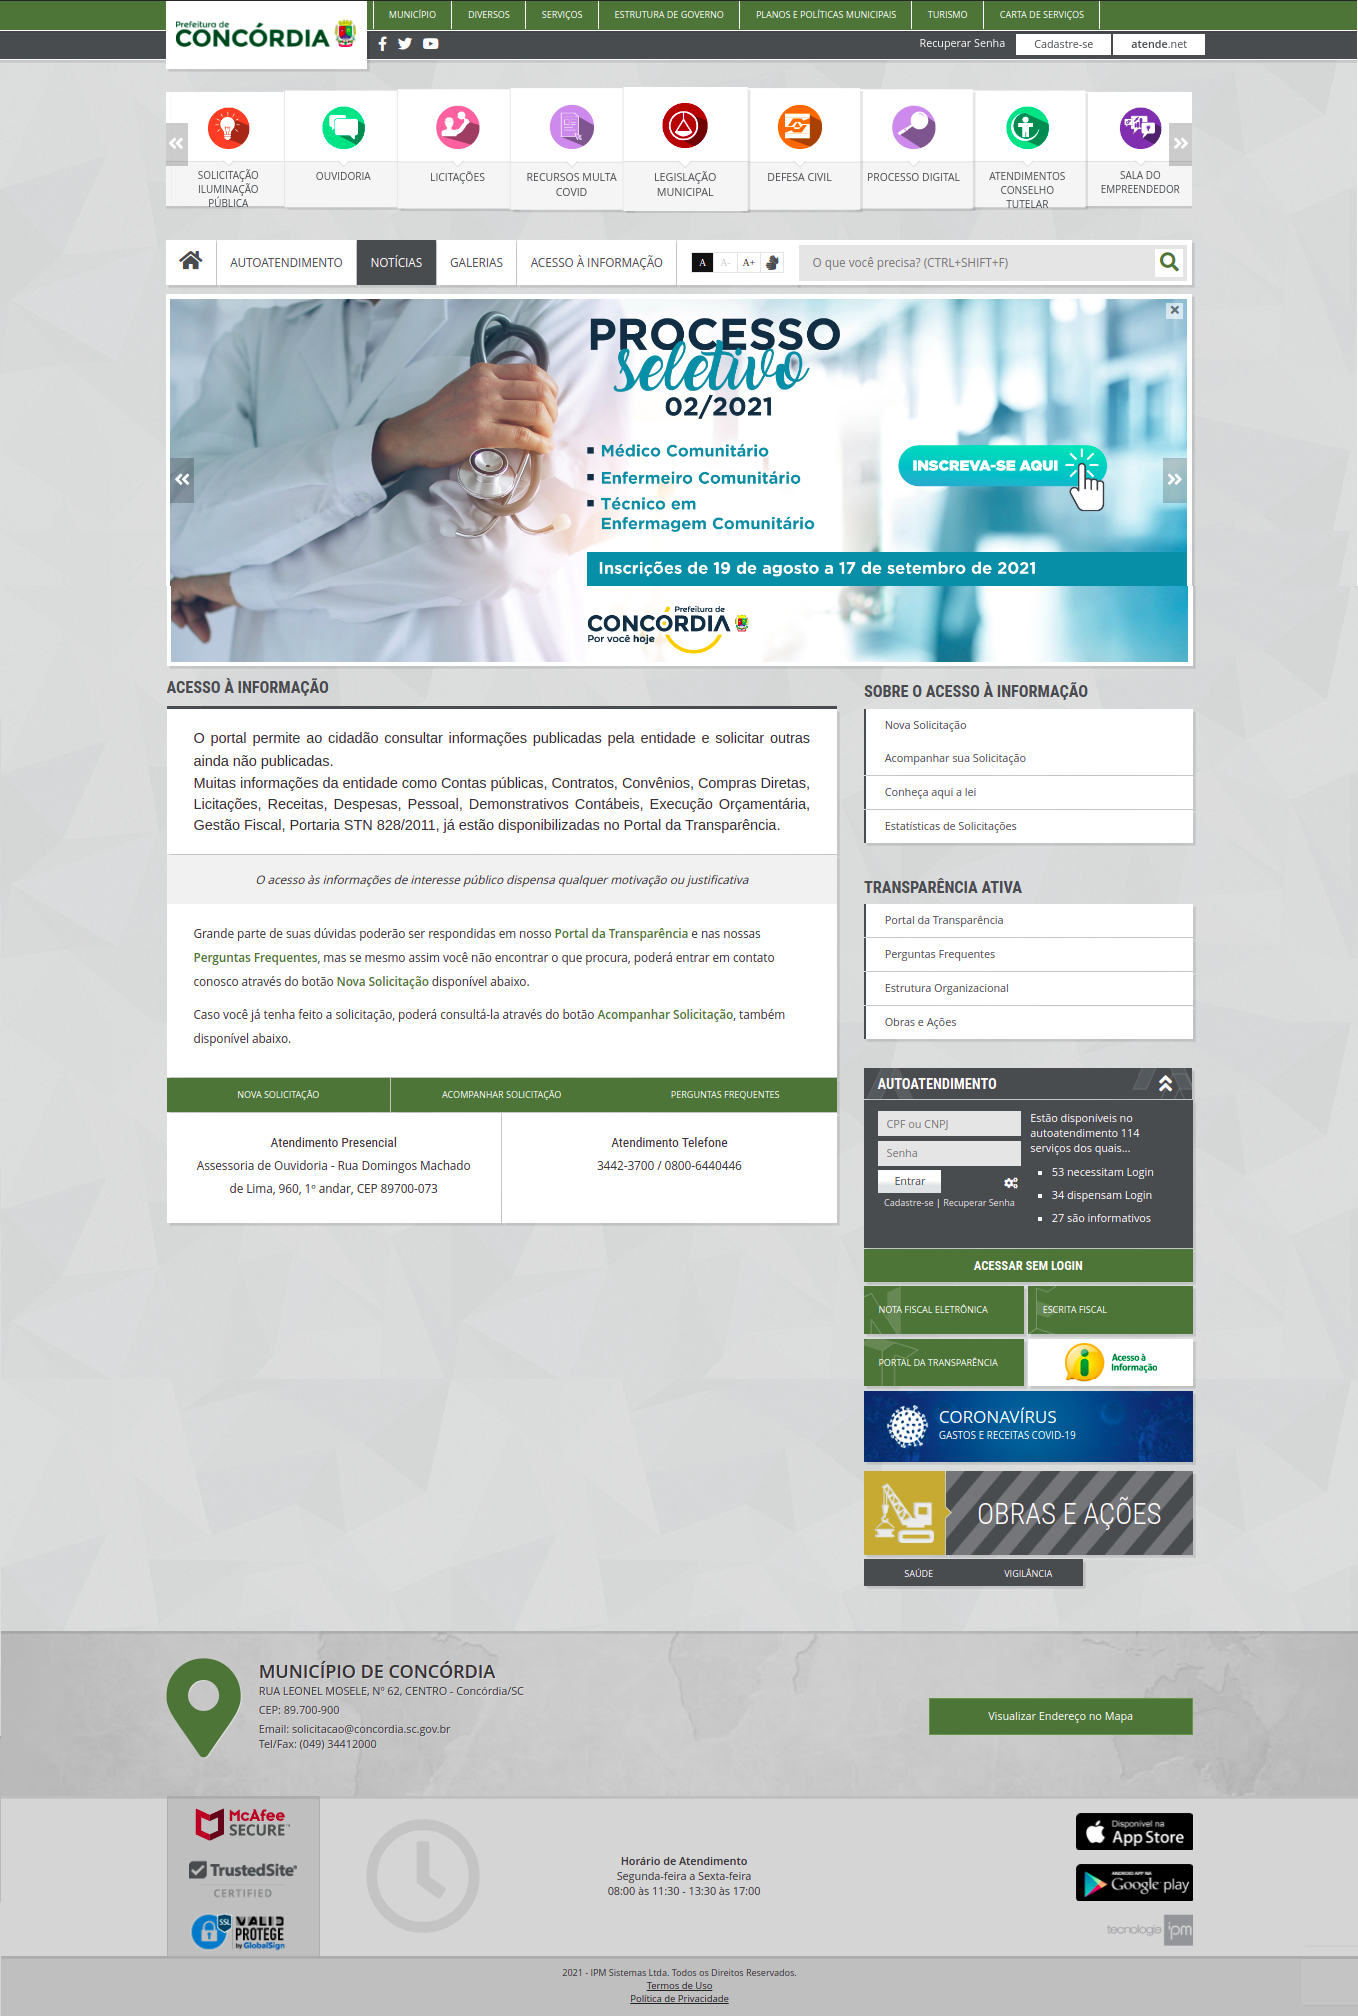 Prefeitura de
CONCÓRDIA
MUNICÍPIO
DIVERSOS
SERVIÇOS
ESTRUTURA DE GOVERNO
PLANOS E POLÍTICAS MUNICIPAIS
TURISMO
CARTA DE SERVIÇOS
Recuperar Senha
Cadastre-se
atende.net
SOLICITAÇÃO
ILUMINAÇÃO
PÚBLICA
OUVIDORIA
LICITAÇÕES
RECURSOS MULTA
COVID
LEGISLAÇÃO
MUNICIPAL
DEFESA CIVIL
PROCESSO DIGITAL
ATENDIMENTOS
CONSELHO
TUTELAR
SALA DO
EMPREENDEDOR
AUTOATENDIMENTO
NOTÍCIAS
GALERIAS
ACESSO À INFORMAÇÃO
A
A-
A+
O que você precisa? (CTRL+SHIFT+F)
PROCESSO
seletivo
02/2021
Médico Comunitário
Enfermeiro Comunitário
Técnico em
Enfermagem Comunitário
INSCREVA-SE AQUI
Inscrições de 19 de agosto a 17 de setembro de 2021
Prefeitura de
CONCÓRDIA
Por você hoje
ACESSO À INFORMAÇÃO
O portal permite ao cidadão consultar informações publicadas pela entidade e solicitar outras
ainda não publicadas.
Muitas informações da entidade como Contas públicas, Contratos, Convênios, Compras Diretas,
Licitações, Receitas, Despesas, Pessoal, Demonstrativos Contábeis, Execução Orçamentária,
Gestão Fiscal, Portaria STN 828/2011, já estão disponibilizadas no Portal da Transparência.
O acesso às informações de interesse público dispensa qualquer motivação ou justificativa
Grande parte de suas dúvidas poderão ser respondidas em nosso Portal da Transparência e nas nossas
Perguntas Frequentes, mas se mesmo assim você não encontrar o que procura, poderá entrar em contato
conosco através do botão Nova Solicitação disponível abaixo.
Caso você já tenha feito a solicitação, poderá consultá-la através do botão Acompanhar Solicitação, também
disponível abaixo.
NOVA SOLICITAÇÃO
ACOMPANHAR SOLICITAÇÃO
PERGUNTAS FREQUENTES
Atendimento Presencial
Assessoria de Ouvidoria - Rua Domingos Machado
de Lima, 960, 1º andar, CEP 89700-073
Atendimento Telefone
3442-3700 / 0800-6440446
SOBRE O ACESSO À INFORMAÇÃO
Nova Solicitação
Acompanhar sua Solicitação
Conheça aqui a lei
Estatísticas de Solicitações
TRANSPARÊNCIA ATIVA
Portal da Transparência
Perguntas Frequentes
Estrutura Organizacional
Obras e Ações
AUTOATENDIMENTO
CPF ou CNPJ
Senha
Entrar
Cadastre-se | Recuperar Senha
Estão disponíveis no
autoatendimento 114
serviços dos quais...
53 necessitam Login
34 dispensam Login
27 são informativos
ACESSAR SEM LOGIN
NOTA FISCAL ELETRÔNICA
ESCRITA FISCAL
PORTAL DA TRANSPARÊNCIA
Acesso à
Informação
CORONAVÍRUS
GASTOS E RECEITAS COVID-19
OBRAS E AÇÕES
SAÚDE
VIGILÂNCIA
MUNICÍPIO DE CONCÓRDIA
RUA LEONEL MOSELE, Nº 62, CENTRO - Concórdia/SC
CEP: 89.700-900
Email: solicitacao@concordia.sc.gov.br
Tel/Fax: (049) 34412000
Visualizar Endereço no Mapa
McAfee
SECURE™
TrustedSite®
CERTIFIED
SSL
VALID
PROTEGE
by GlobalSign
Horário de Atendimento
Segunda-feira a Sexta-feira
08:00 às 11:30 - 13:30 às 17:00
Disponível na
App Store
ANDROID APP NA
Google play
tecnologia ipm
2021 - IPM Sistemas Ltda. Todos os Direitos Reservados.
Termos de Uso
Política de Privacidade